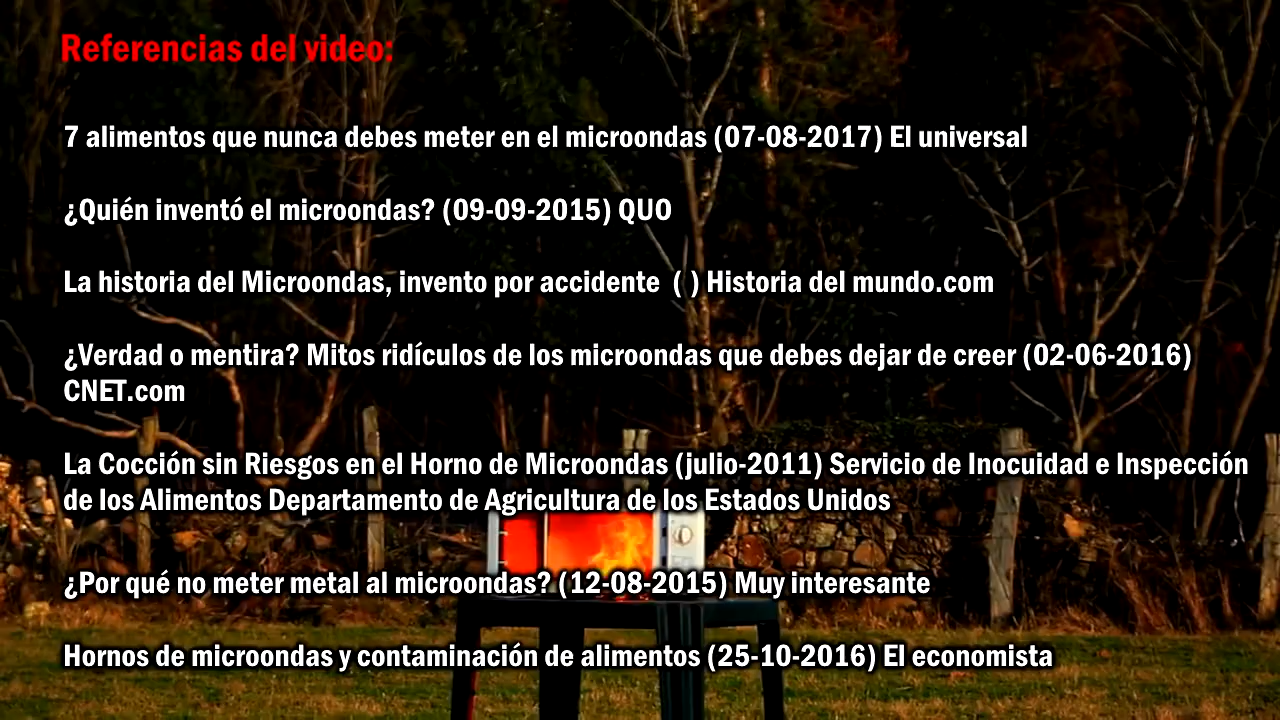 Referencias del video:
7 alimentos que nunca debes meter en el microondas (07-08-2017) El universal
¿Quién inventó el microondas? (09-09-2015) QUO
La historia del Microondas, invento por accidente  ( ) Historia del mundo.com
¿Verdad o mentira? Mitos ridículos de los microondas que debes dejar de creer (02-06-2016)
CNET.com
La Cocción sin Riesgos en el Horno de Microondas (julio-2011) Servicio de Inocuidad e Inspección
de los Alimentos Departamento de Agricultura de los Estados Unidos
¿Por qué no meter metal al microondas? (12-08-2015) Muy interesante
Hornos de microondas y contaminación de alimentos (25-10-2016) El economista